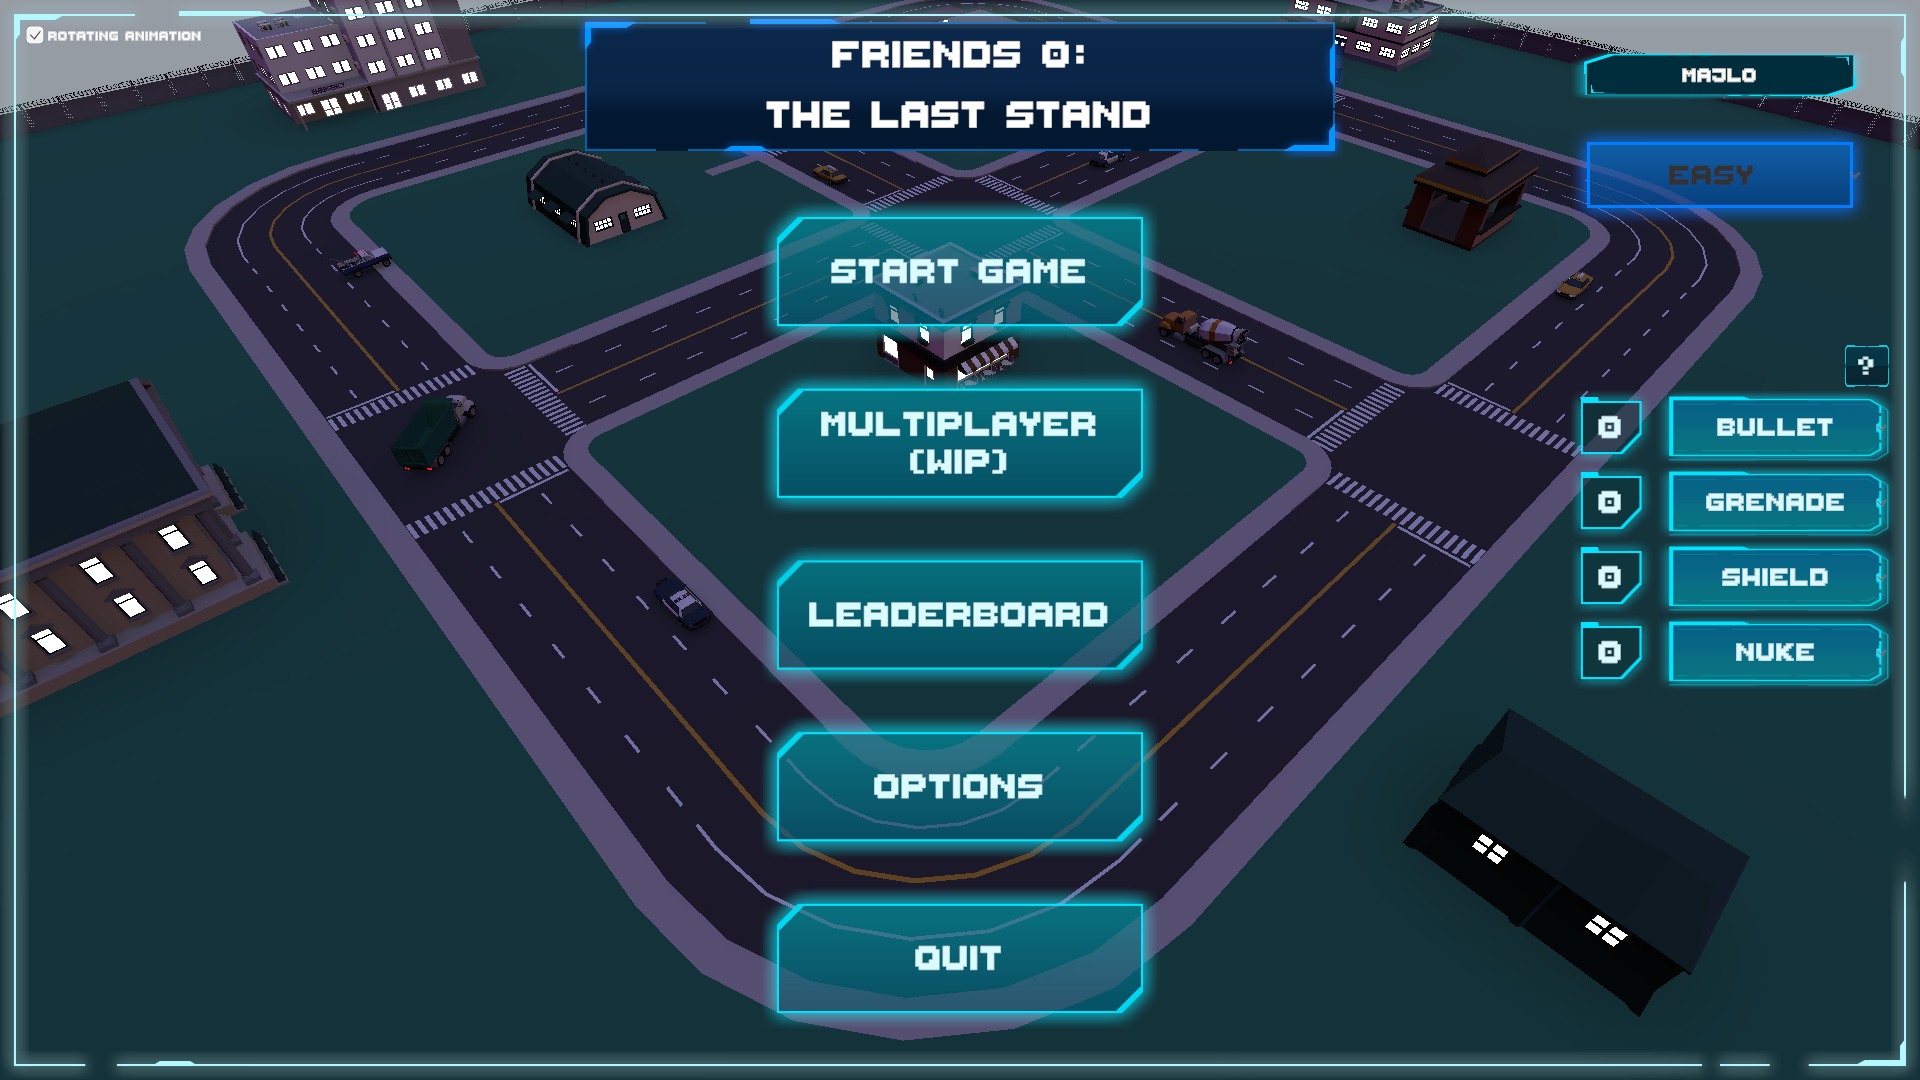 ROTATING ANIMATION
FRIENDS 0:
THE LAST STAND
MAJLO
EASY
START GAME
MULTIPLAYER
(WIP)
LEADERBOARD
OPTIONS
QUIT
?
0 BULLET
0 GRENADE
0 SHIELD
0 NUKE